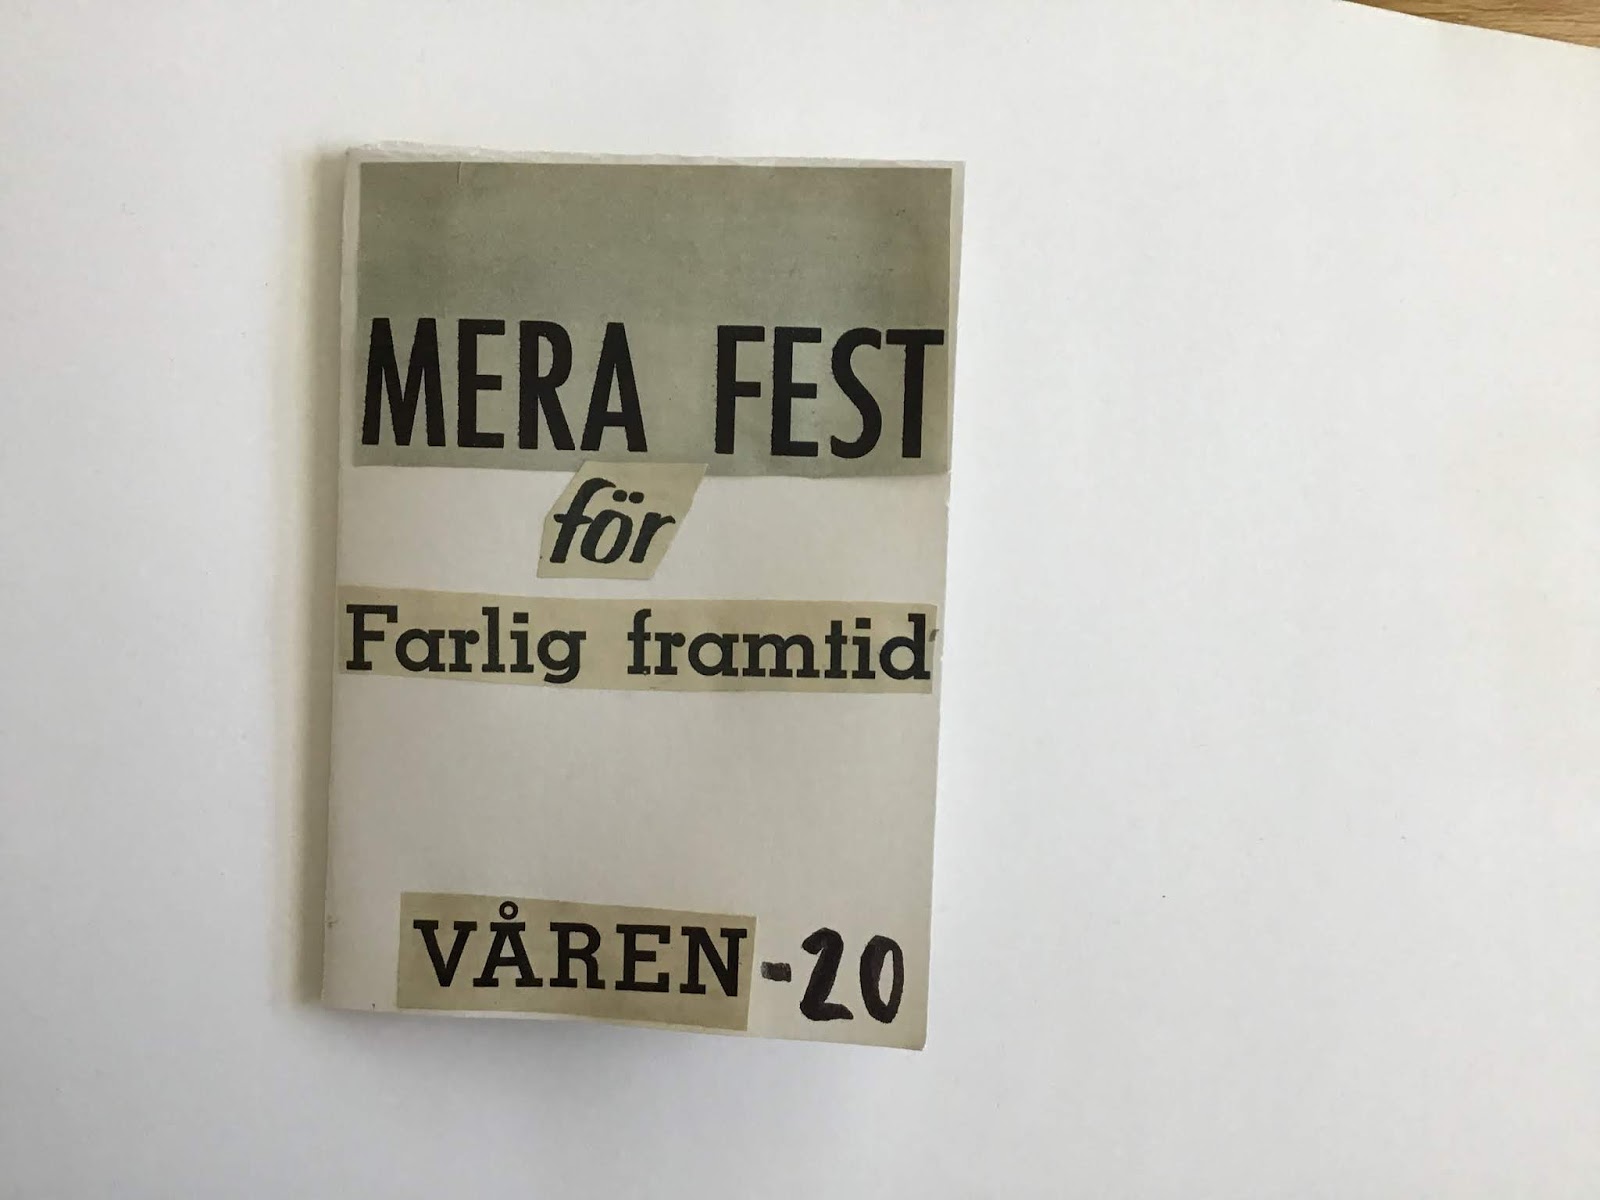 MERA FEST
för
Farlig framtid
VÅREN -20